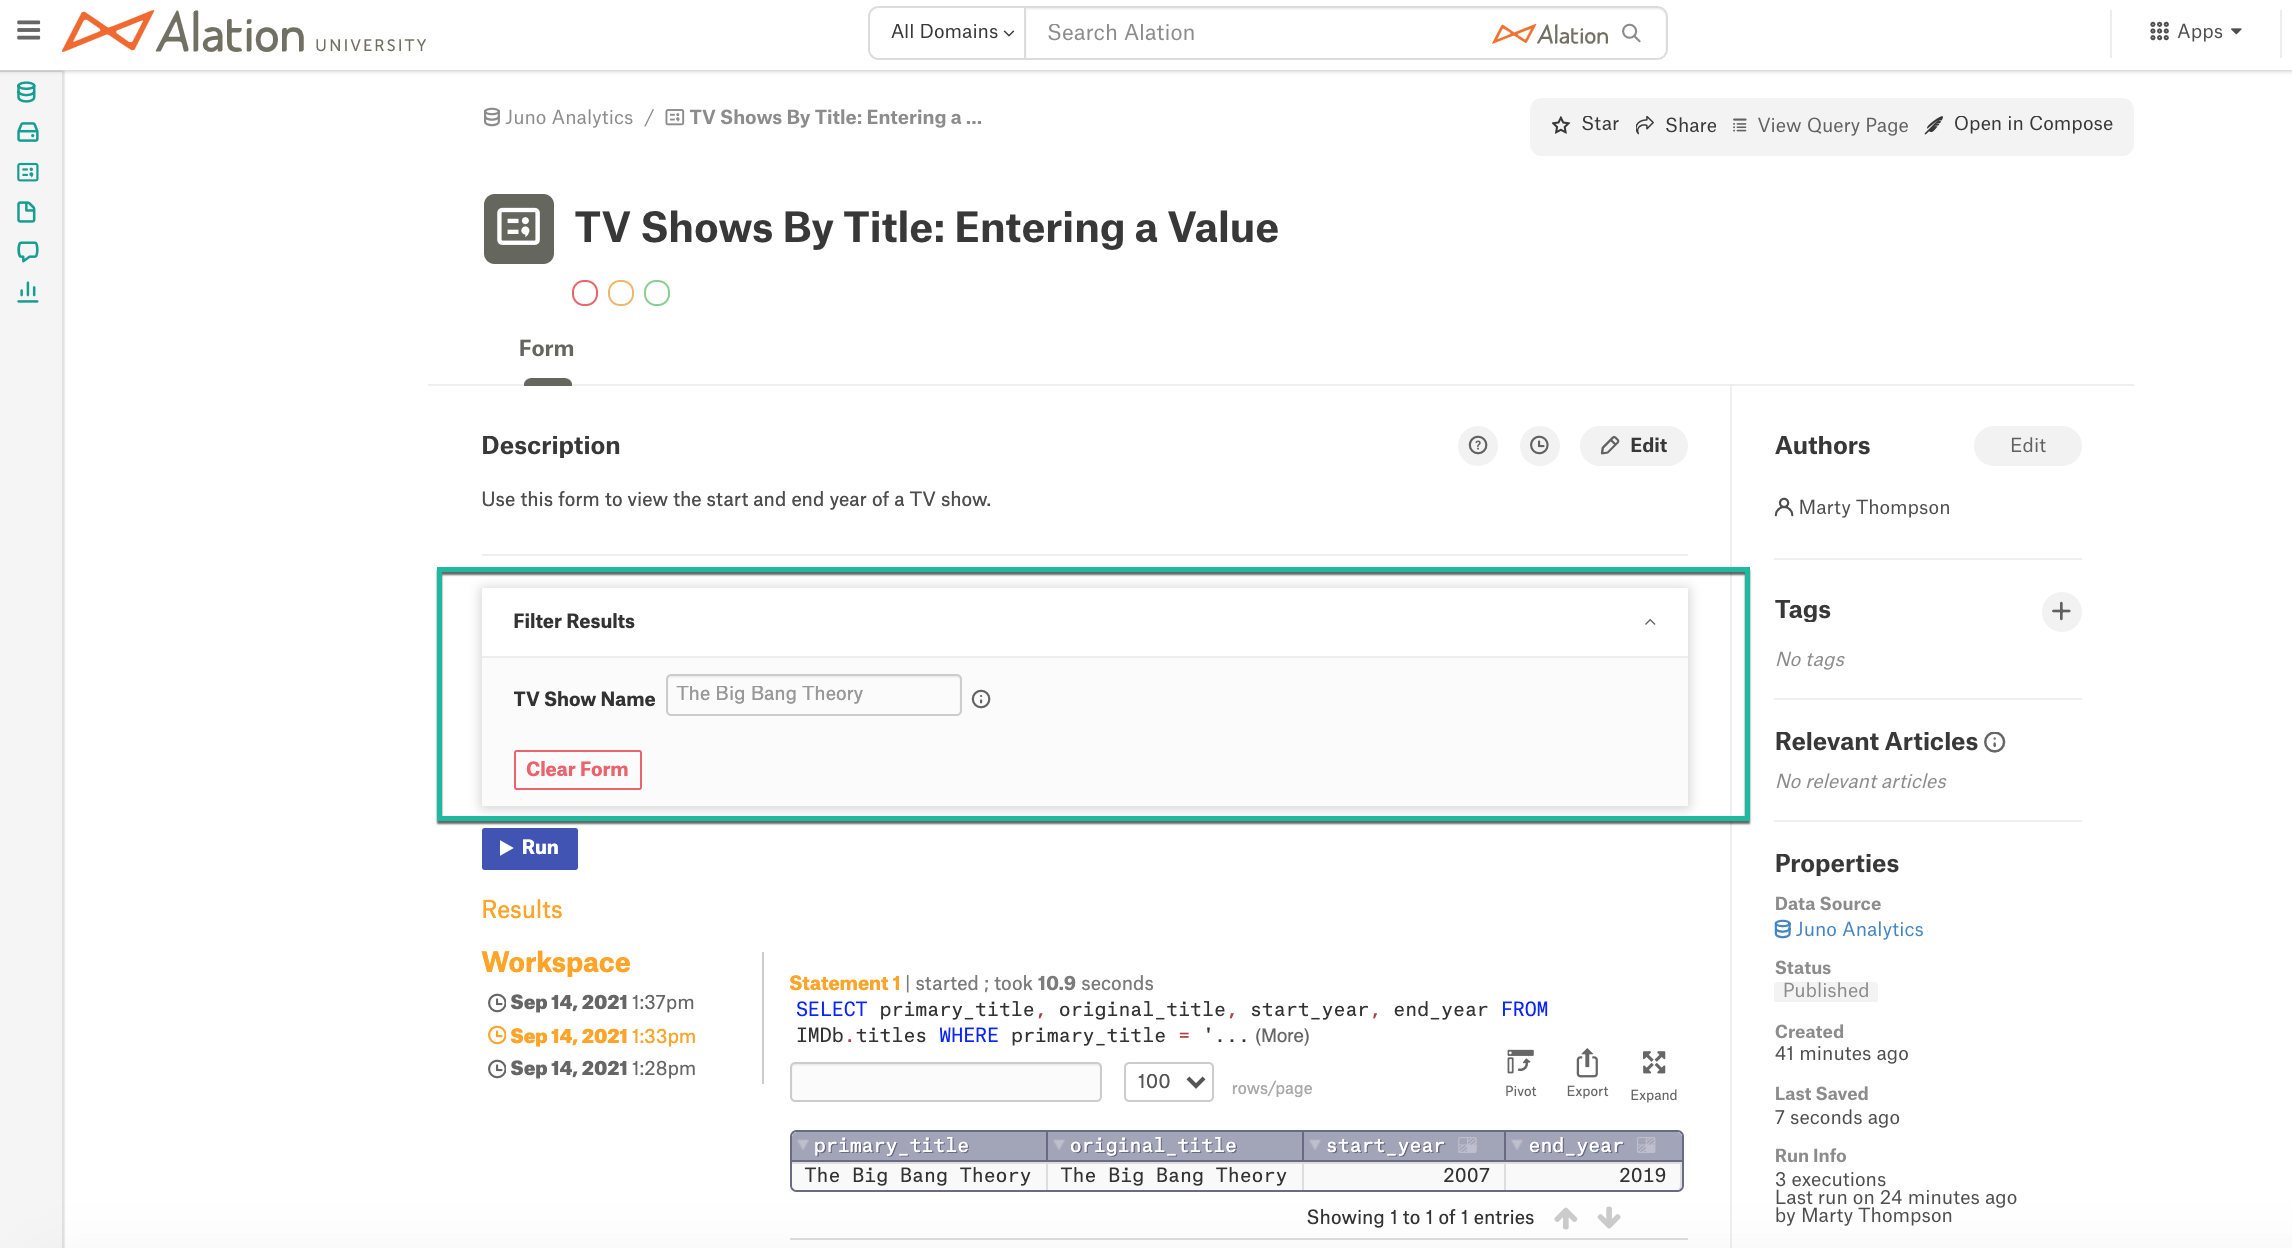 Alation UNIVERSITY
All Domains
Search Alation
Alation
Apps
Juno Analytics / TV Shows By Title: Entering a ...
Star
Share
View Query Page
Open in Compose
TV Shows By Title: Entering a Value
Form
Description
Edit
Use this form to view the start and end year of a TV show.
Filter Results
TV Show Name
The Big Bang Theory
Clear Form
Run
Results
Workspace
Sep 14, 2021 1:37pm
Sep 14, 2021 1:33pm
Sep 14, 2021 1:28pm
Statement 1 | started ; took 10.9 seconds
SELECT primary_title, original_title, start_year, end_year FROM
IMDb.titles WHERE primary_title = '... (More)
100
rows/page
Pivot
Export
Expand
primary_title original_title start_year end_year
The Big Bang Theory The Big Bang Theory 2007 2019
Showing 1 to 1 of 1 entries
Authors
Edit
Marty Thompson
Tags
No tags
Relevant Articles
No relevant articles
Properties
Data Source
Juno Analytics
Status
Published
Created
41 minutes ago
Last Saved
7 seconds ago
Run Info
3 executions
Last run on 24 minutes ago
by Marty Thompson